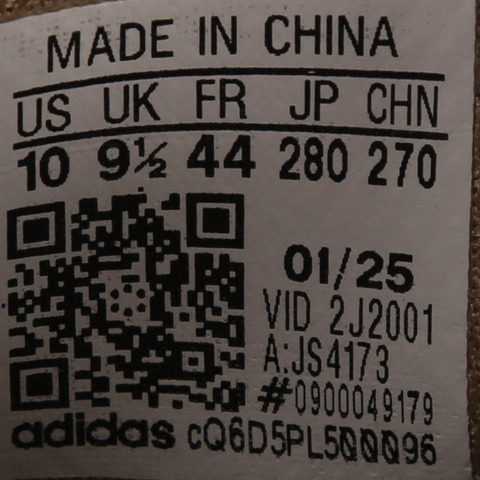 MADE IN CHINA
US UK FR JP CHN
10 9½ 44 280 270
01/25
VID 2J2001
A:JS4173
#0900049179
adidas cQ6D5PL500096